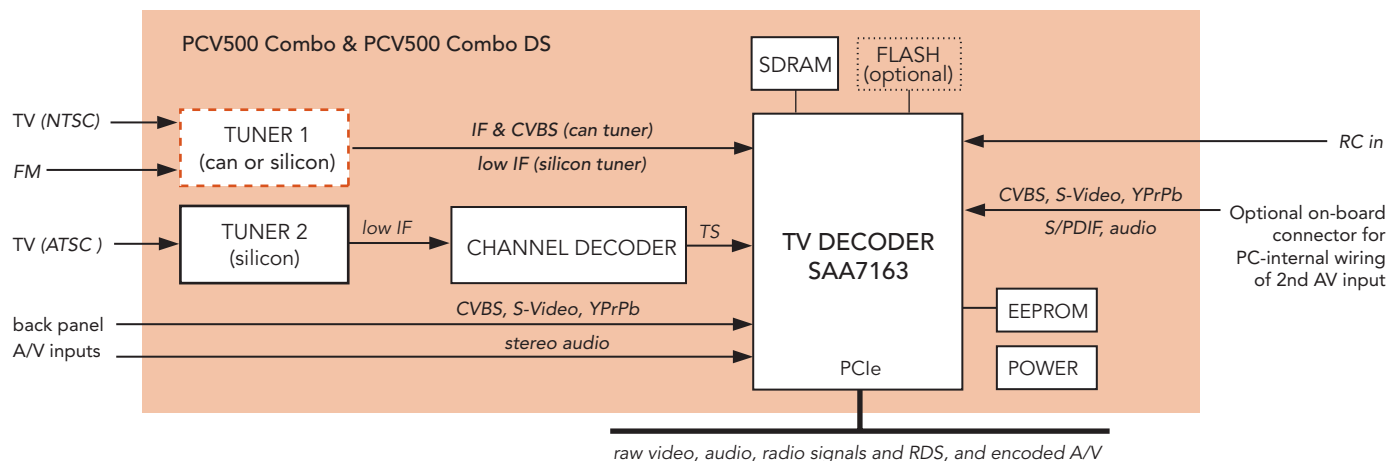 PCV500 Combo & PCV500 Combo DS
SDRAM
FLASH
(optional)
TV (NTSC)
FM
TUNER 1
(can or silicon)
IF & CVBS (can tuner)
low IF (silicon tuner)
RC in
TV (ATSC )
TUNER 2
(silicon)
low IF
CHANNEL DECODER
TS
TV DECODER
SAA7163
CVBS, S-Video, YPrPb
S/PDIF, audio
Optional on-board
connector for
PC-internal wiring
of 2nd AV input
back panel
A/V inputs
CVBS, S-Video, YPrPb
stereo audio
EEPROM
POWER
PCIe
raw video, audio, radio signals and RDS, and encoded A/V